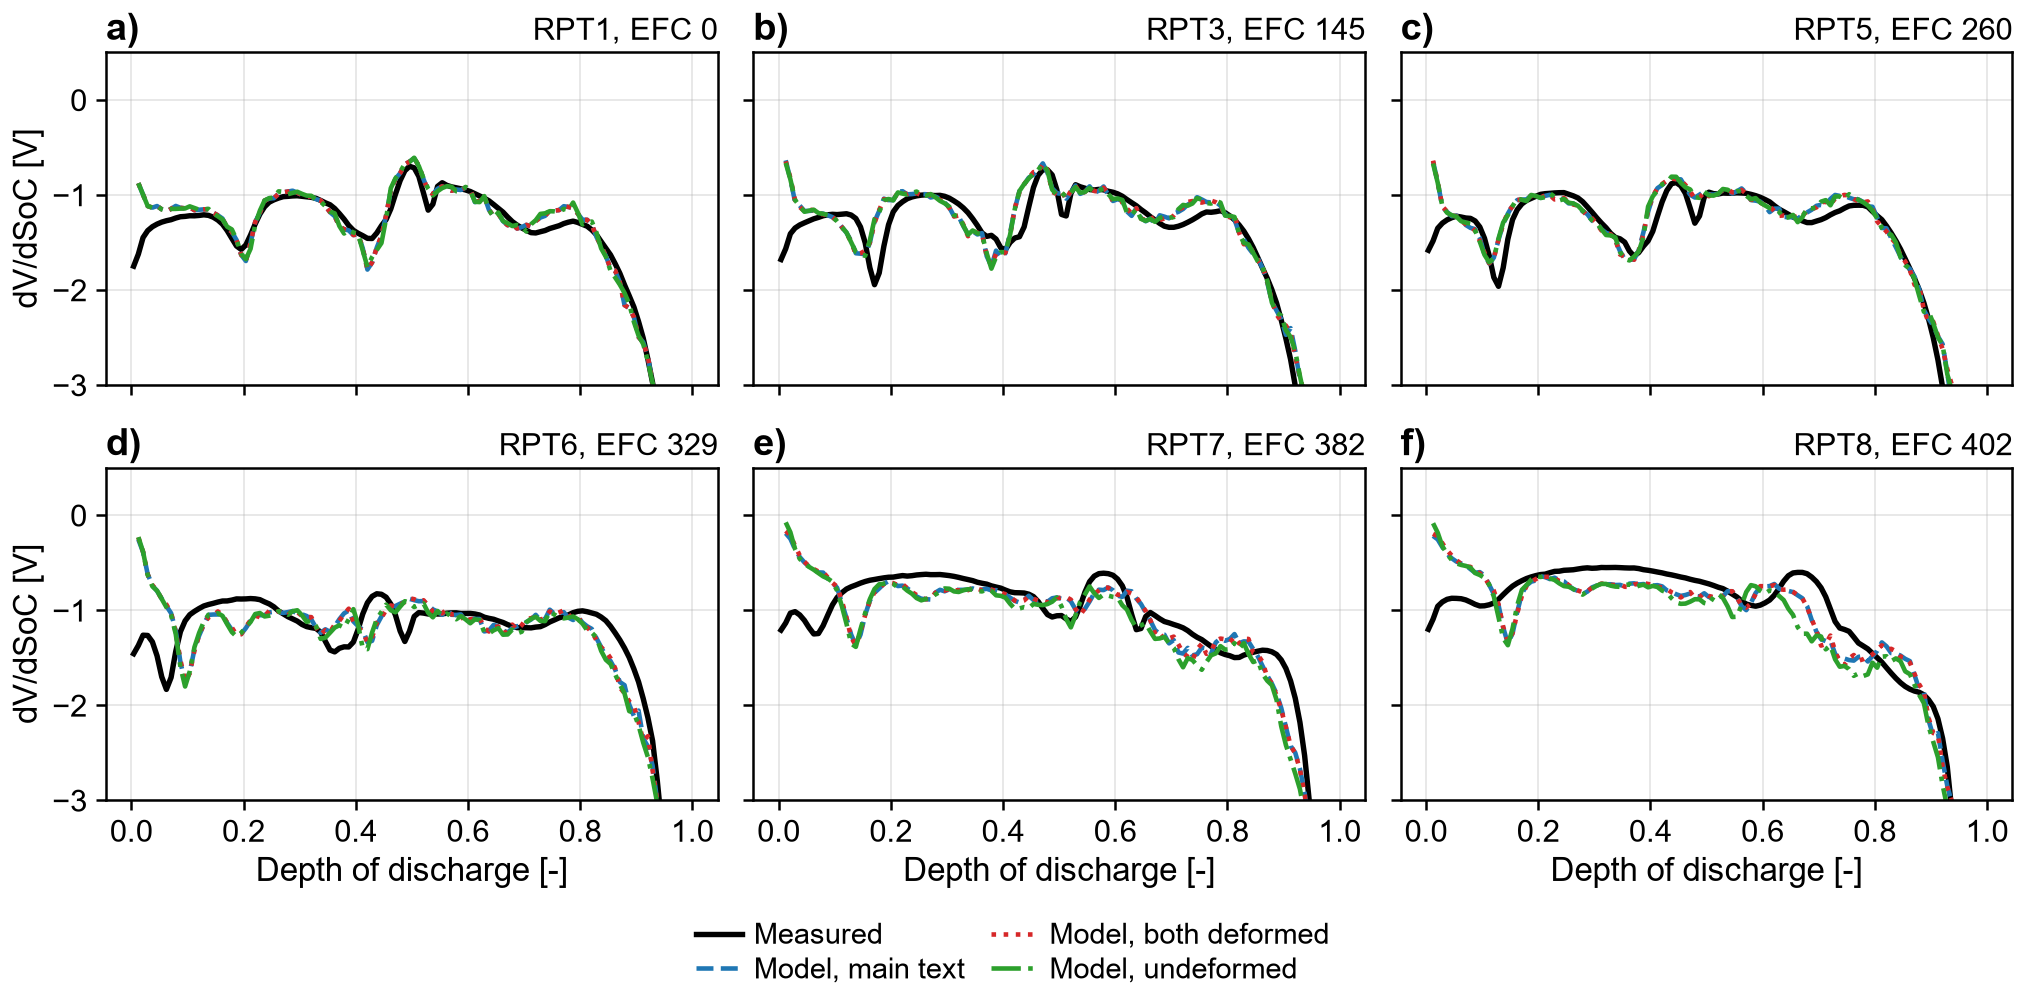 a) RPT1, EFC 0
b) RPT3, EFC 145
c) RPT5, EFC 260
dV/dSoC [V]
0
−1
−2
−3
d) RPT6, EFC 329
e) RPT7, EFC 382
f) RPT8, EFC 402
dV/dSoC [V]
0
−1
−2
−3
0.0 0.2 0.4 0.6 0.8 1.0
0.0 0.2 0.4 0.6 0.8 1.0
0.0 0.2 0.4 0.6 0.8 1.0
Depth of discharge [-]
Depth of discharge [-]
Depth of discharge [-]
Measured
Model, main text
Model, both deformed
Model, undeformed